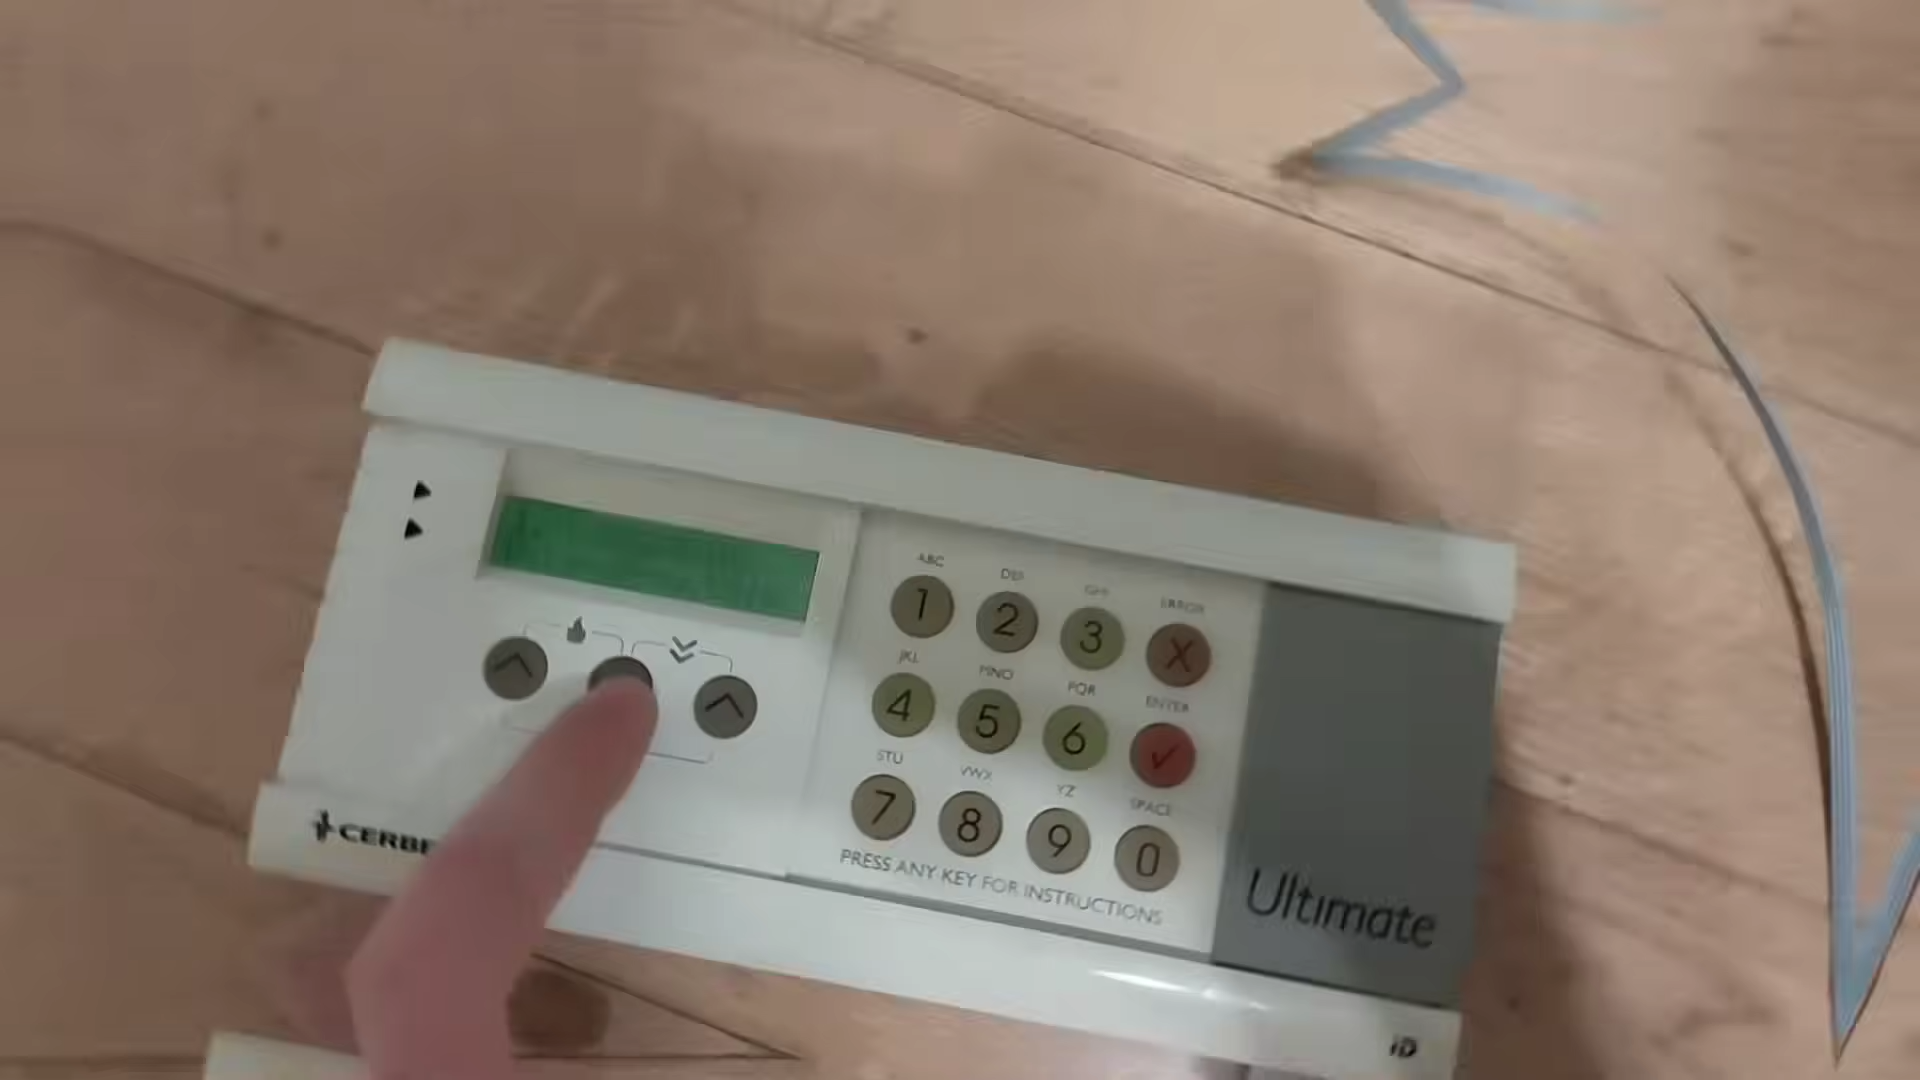 ABC DEF GHI ERROR
1 2 3 X
JKL MNO PQR ENTER
4 5 6 ✓
STU VWX YZ SPACE
7 8 9 0
PRESS ANY KEY FOR INSTRUCTIONS
CERBE
Ultimate
iD